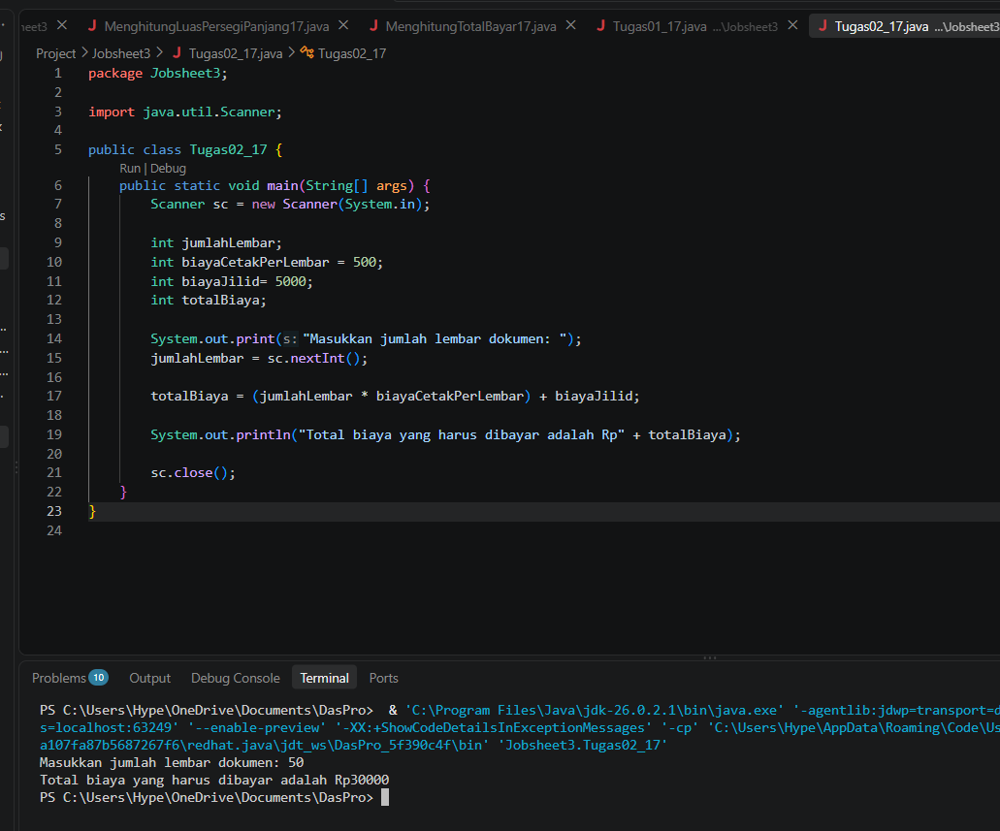 MenghitungLuasPersegiPanjang17.java MenghitungTotalBayar17.java Tugas01_17.java ...\Jobsheet3 Tugas02_17.java ...\Jobsheet3
Project > Jobsheet3 > Tugas02_17.java > Tugas02_17
1 package Jobsheet3;
2
3 import java.util.Scanner;
4
5 public class Tugas02_17 {
Run | Debug
6 public static void main(String[] args) {
7 Scanner sc = new Scanner(System.in);
8
9 int jumlahLembar;
10 int biayaCetakPerLembar = 500;
11 int biayaJilid= 5000;
12 int totalBiaya;
13
14 System.out.print(s: "Masukkan jumlah lembar dokumen: ");
15 jumlahLembar = sc.nextInt();
16
17 totalBiaya = (jumlahLembar * biayaCetakPerLembar) + biayaJilid;
18
19 System.out.println("Total biaya yang harus dibayar adalah Rp" + totalBiaya);
20
21 sc.close();
22 }
23 }
24
Problems 10 Output Debug Console Terminal Ports
PS C:\Users\Hype\OneDrive\Documents\DasPro> & 'C:\Program Files\Java\jdk-26.0.2.1\bin\java.exe' '-agentlib:jdwp=transport=d
s=localhost:63249' '--enable-preview' '-XX:+ShowCodeDetailsInExceptionMessages' '-cp' 'C:\Users\Hype\AppData\Roaming\Code\Us
a107fa87b5687267f6\redhat.java\jdt_ws\DasPro_5f390c4f\bin' 'Jobsheet3.Tugas02_17'
Masukkan jumlah lembar dokumen: 50
Total biaya yang harus dibayar adalah Rp30000
PS C:\Users\Hype\OneDrive\Documents\DasPro>